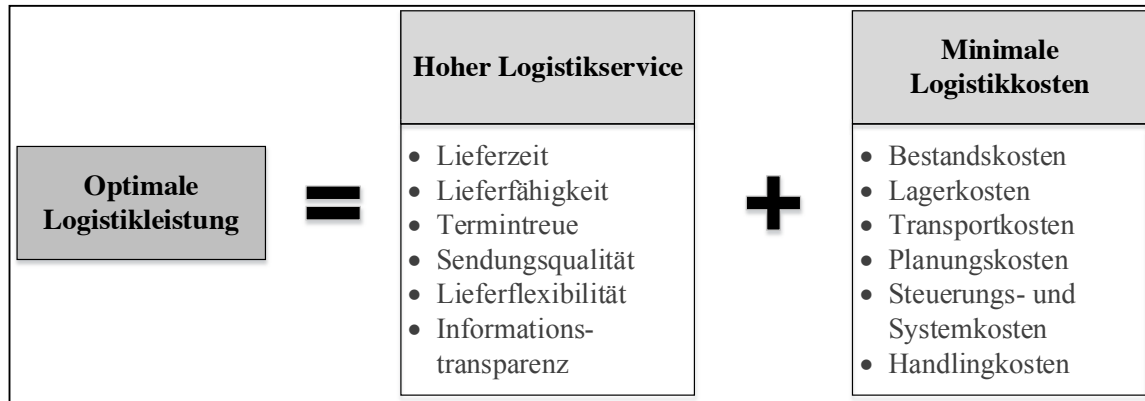 Optimale
Logistikleistung
=
Hoher Logistikservice
• Lieferzeit
• Lieferfähigkeit
• Termintreue
• Sendungsqualität
• Lieferflexibilität
• Informations-
transparenz
+
Minimale
Logistikkosten
• Bestandskosten
• Lagerkosten
• Transportkosten
• Planungskosten
• Steuerungs- und
Systemkosten
• Handlingkosten